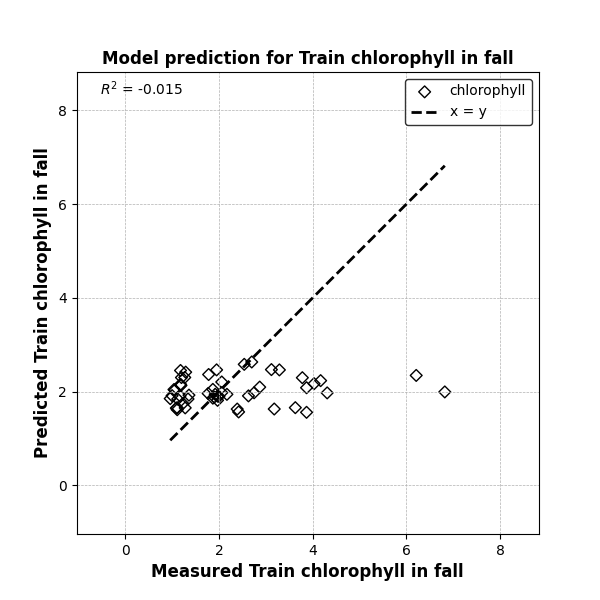 Model prediction for Train chlorophyll in fall
R² = -0.015
chlorophyll
x = y
8
6
4
2
0
Predicted Train chlorophyll in fall
0 2 4 6 8
Measured Train chlorophyll in fall